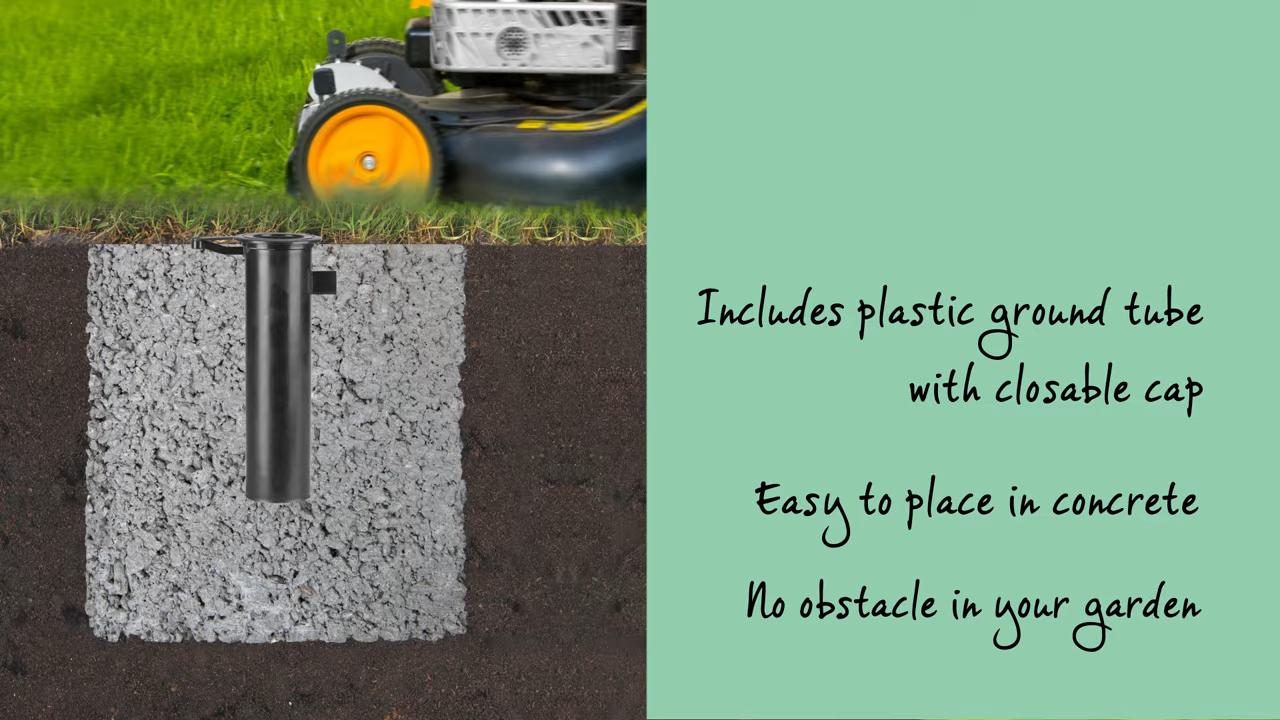 Includes plastic ground tube
with closable cap
Easy to place in concrete
No obstacle in your garden